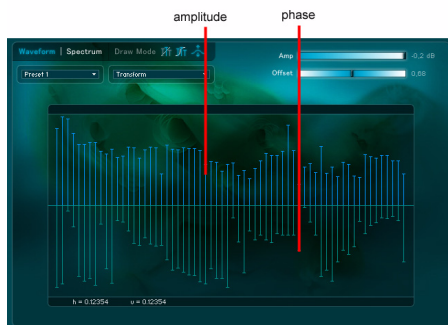 amplitude phase
Waveform | Spectrum Draw Mode Amp -0.2 dB
Preset 1 Transform Offset 0,68
h = 0.12354 v = 0.12354